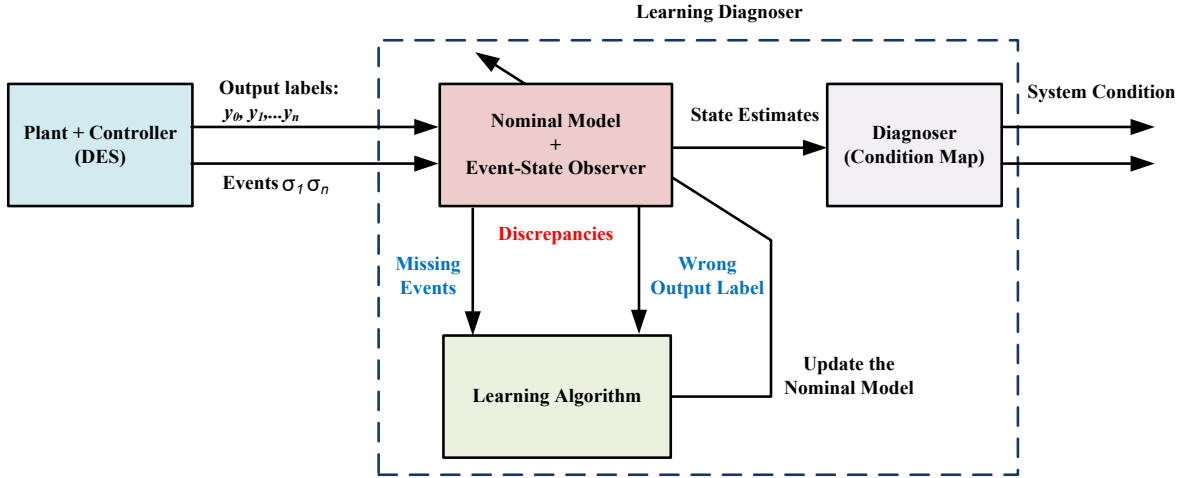 Learning Diagnoser
Output labels:
y0, y1,...yn
Plant + Controller
(DES)
Events σ1 σn
Nominal Model
+
Event-State Observer
State Estimates
Diagnoser
(Condition Map)
System Condition
Discrepancies
Missing
Events
Wrong
Output Label
Learning Algorithm
Update the
Nominal Model